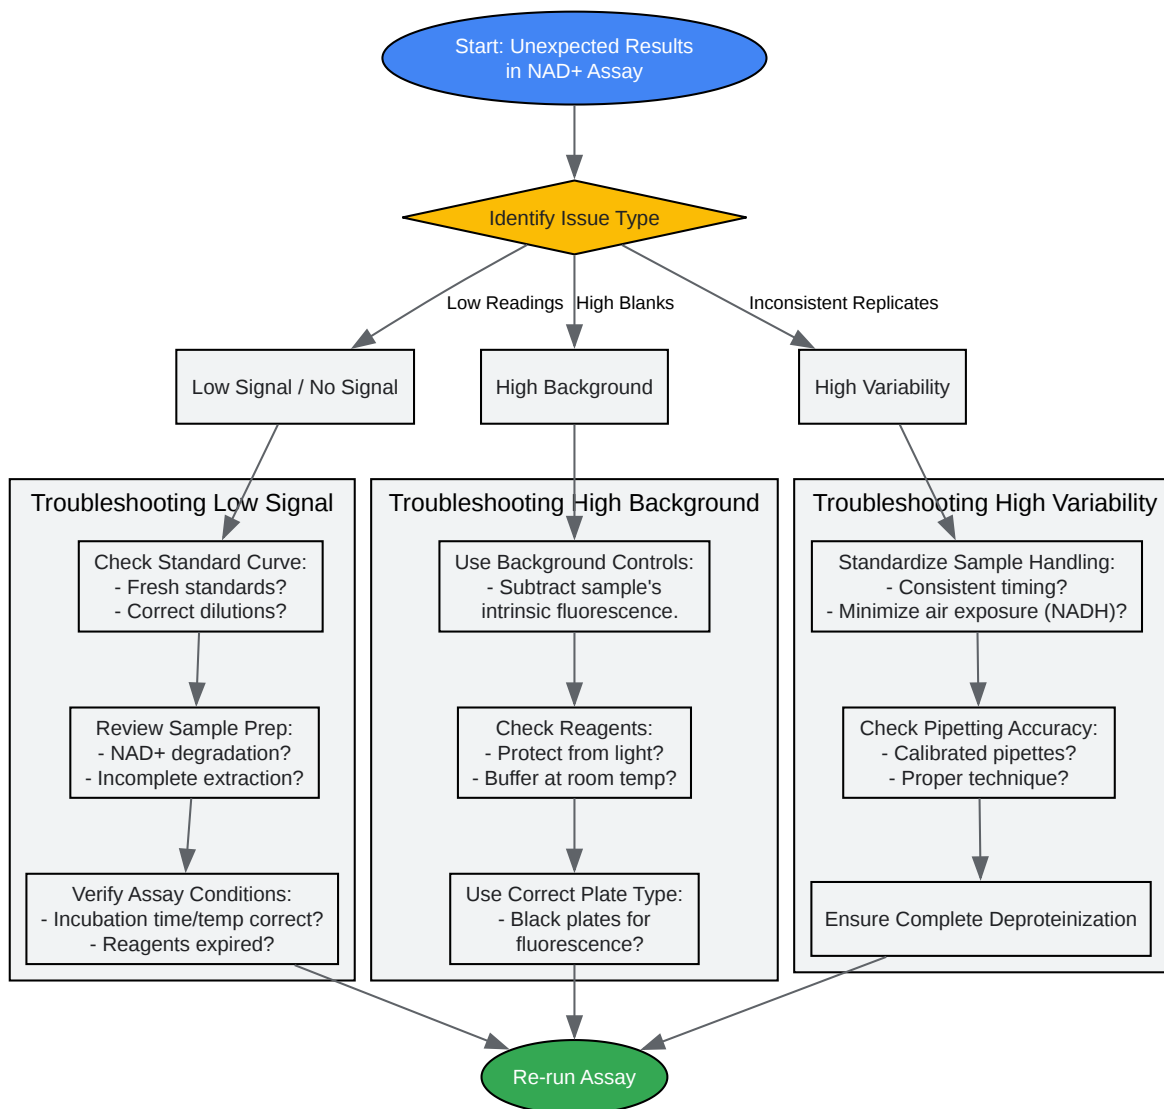 Start: Unexpected Results
in NAD+ Assay
Identify Issue Type
Low Readings
High Blanks
Inconsistent Replicates
Low Signal / No Signal
High Background
High Variability
Troubleshooting Low Signal
Check Standard Curve:
- Fresh standards?
- Correct dilutions?
Review Sample Prep:
- NAD+ degradation?
- Incomplete extraction?
Verify Assay Conditions:
- Incubation time/temp correct?
- Reagents expired?
Troubleshooting High Background
Use Background Controls:
- Subtract sample's
intrinsic fluorescence.
Check Reagents:
- Protect from light?
- Buffer at room temp?
Use Correct Plate Type:
- Black plates for
fluorescence?
Troubleshooting High Variability
Standardize Sample Handling:
- Consistent timing?
- Minimize air exposure (NADH)?
Check Pipetting Accuracy:
- Calibrated pipettes?
- Proper technique?
Ensure Complete Deproteinization
Re-run Assay